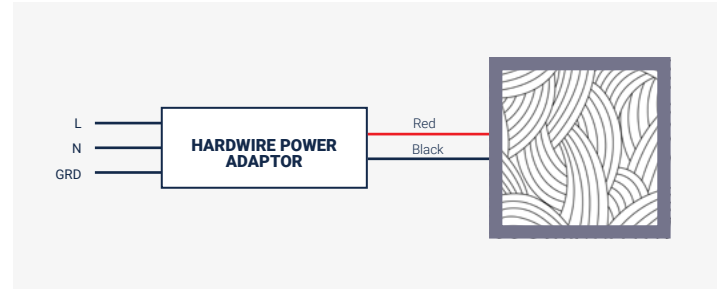 L
N
GRD
HARDWIRE POWER
ADAPTOR
Red
Black